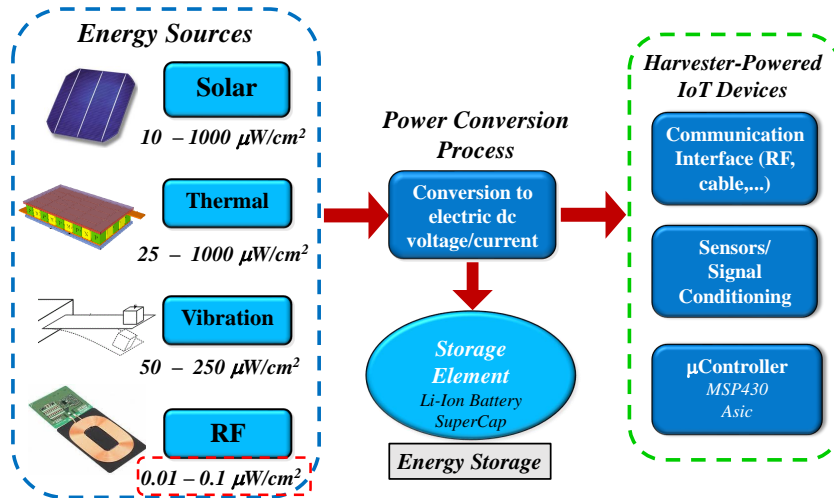 Energy Sources
Solar
10 – 1000 μW/cm²
Thermal
25 – 1000 μW/cm²
Vibration
50 – 250 μW/cm²
RF
0.01 – 0.1 μW/cm²
Power Conversion
Process
Conversion to
electric dc
voltage/current
Storage
Element
Li-Ion Battery
SuperCap
Energy Storage
Harvester-Powered
IoT Devices
Communication
Interface (RF,
cable,...)
Sensors/
Signal
Conditioning
μController
MSP430
Asic